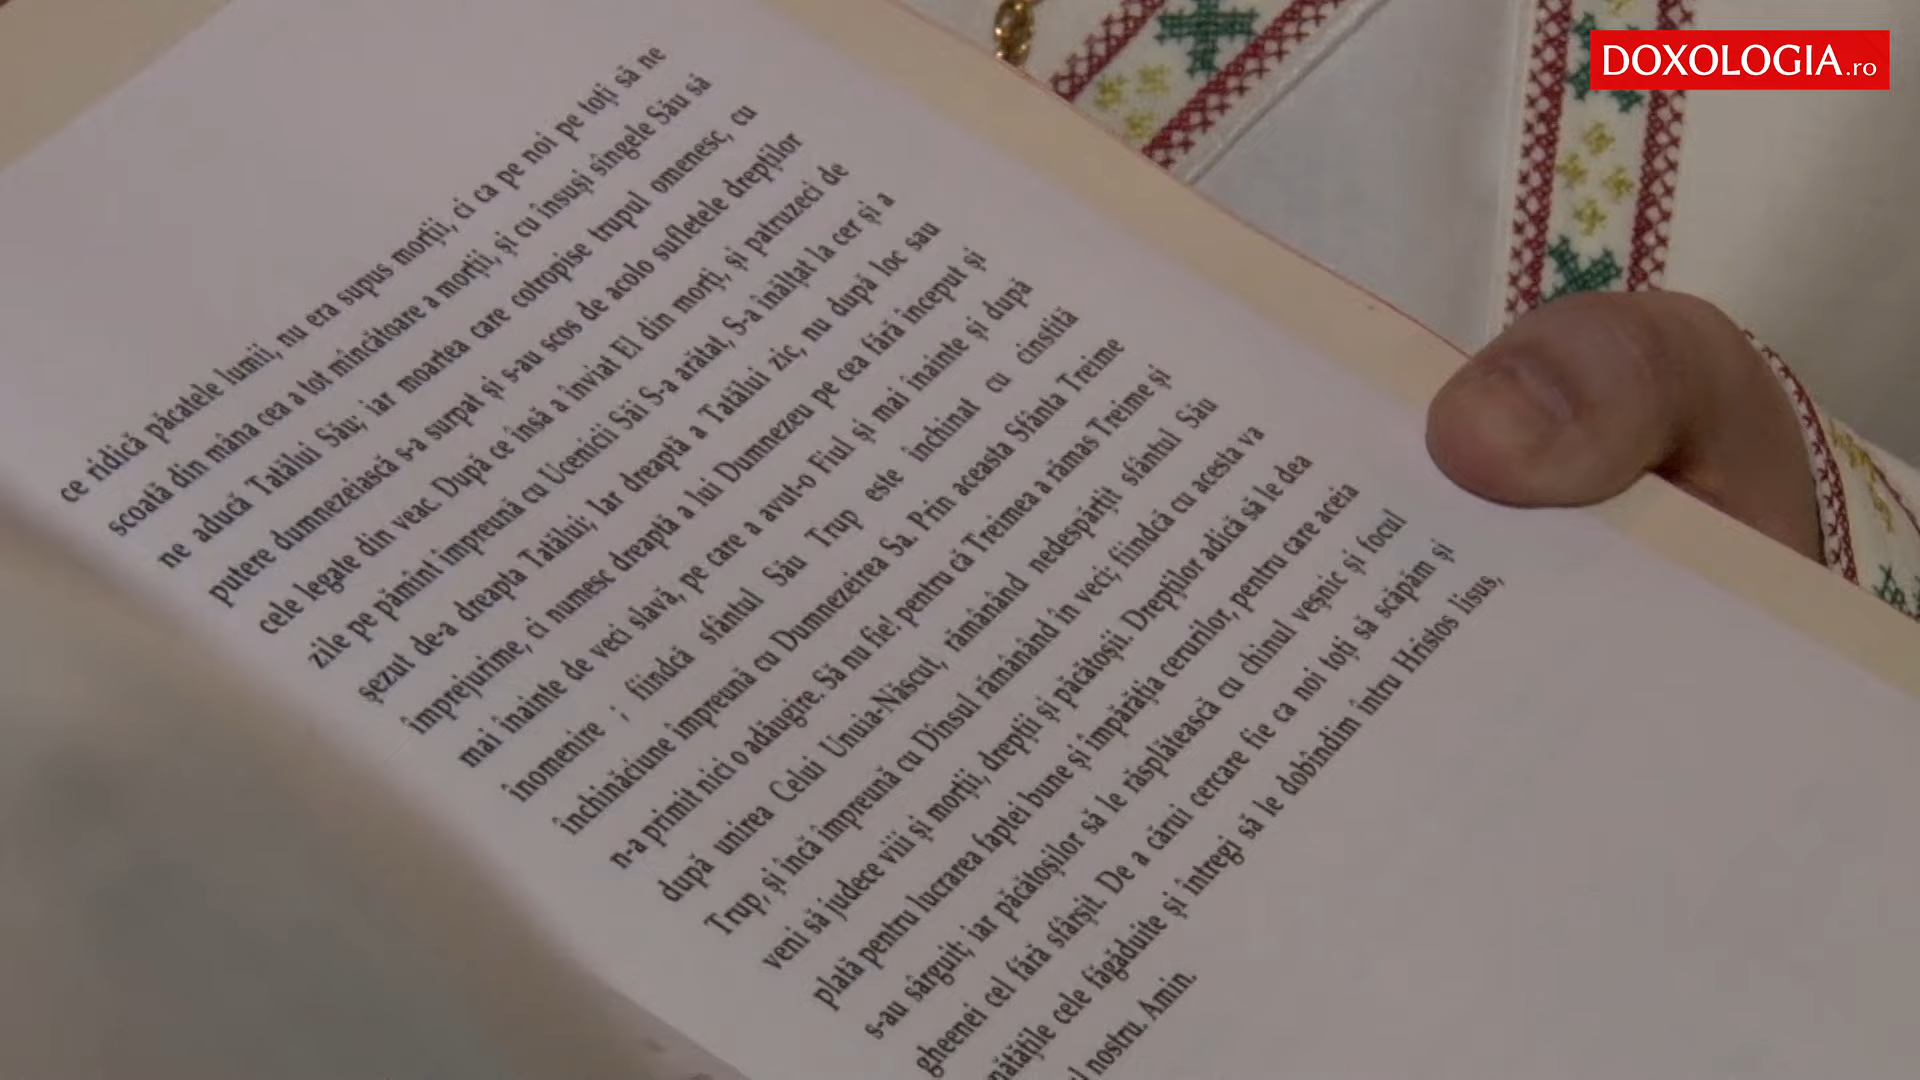 DOXOLOGIA.ro
ce ridică păcatele lumii, nu era supus morții, ci ca pe noi pe toți să ne
scoată din mâna cea a tot mîncătoare a morții, și cu însuși sîngele Său să
ne aducă Tatălui Său; iar moartea care cotropise trupul omenesc, cu
putere dumnezeiască s-a surpat și s-au scos de acolo sufletele drepților
cele legate din veac. După ce însă a înviat El din morți, și patruzeci de
zile pe pămînt împreună cu Ucenicii Săi S-a arătat, S-a înălțat la cer și a
șezut de-a dreapta Tatălui; Iar dreaptă a Tatălui zic, nu după loc sau
împrejurime, ci numesc dreaptă a lui Dumnezeu pe cea fără început și
mai înainte de veci slavă, pe care a avut-o Fiul și mai înainte și după
înomenire ; fiindcă sfântul Său Trup este închinat cu cinstită
închinăciune împreună cu Dumnezeirea Sa. Prin aceasta Sfânta Treime
n-a primit nici o adăugire. Să nu fie! pentru că Treimea a rămas Treime și
după unirea Celui Unuia-Născut, rămânând nedespărțit sfântul Său
Trup, și încă împreună cu Dînsul rămânând în veci; fiindcă cu acesta va
veni să judece viii și morții, drepții și păcătoșii. Drepților adică să le dea
plată pentru lucrarea faptei bune și împărăția cerurilor, pentru care aceia
s-au sârguit; iar păcătoșilor să le răsplătească cu chinul veșnic și focul
gheenei cel fără sfârșit. De a cărui cercare fie ca noi toți să scăpăm și
nătățile cele făgăduite și întregi să le dobîndim întru Hristos Iisus,
l nostru. Amin.